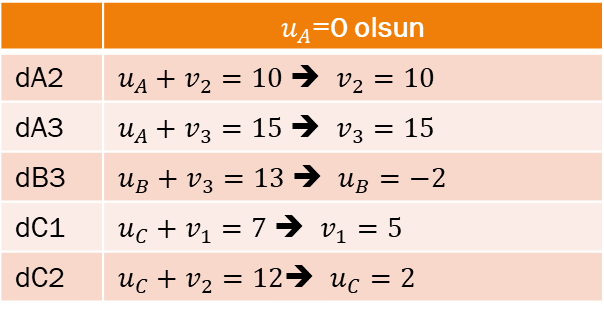 u_A=0 olsun
dA2 u_A + v_2 = 10 ➔ v_2 = 10
dA3 u_A + v_3 = 15 ➔ v_3 = 15
dB3 u_B + v_3 = 13 ➔ u_B = −2
dC1 u_C + v_1 = 7 ➔ v_1 = 5
dC2 u_C + v_2 = 12➔ u_C = 2